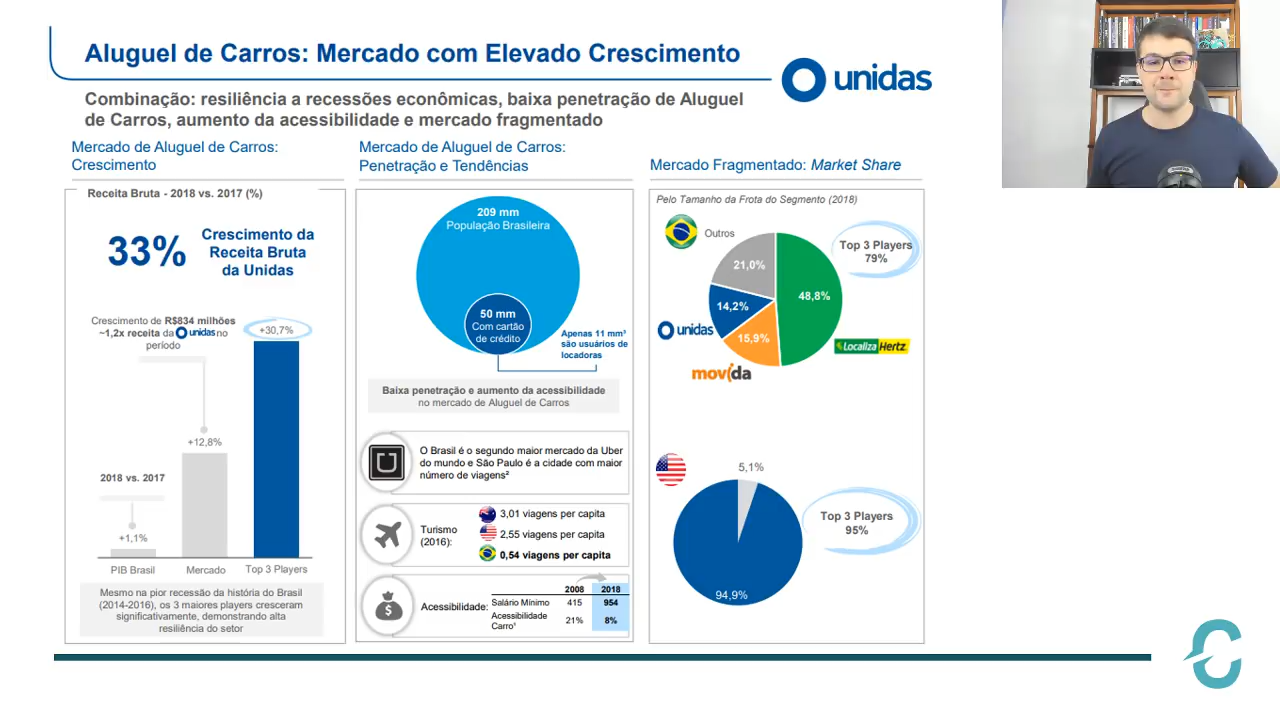 Aluguel de Carros: Mercado com Elevado Crescimento
unidas
Combinação: resiliência a recessões econômicas, baixa penetração de Aluguel
de Carros, aumento da acessibilidade e mercado fragmentado
Mercado de Aluguel de Carros:
Crescimento
Receita Bruta - 2018 vs. 2017 (%)
33%
Crescimento da
Receita Bruta
da Unidas
Crescimento de R$834 milhões
~1,2x receita da unidas no
período
+30,7%
+12,8%
2018 vs. 2017
+1,1%
PIB Brasil
Mercado
Top 3 Players
Mesmo na pior recessão da história do Brasil
(2014-2016), os 3 maiores players cresceram
significativamente, demonstrando alta
resiliência do setor
Mercado de Aluguel de Carros:
Penetração e Tendências
209 mm
População Brasileira
50 mm
Com cartão
de crédito
Apenas 11 mm³
são usuários de
locadoras
Baixa penetração e aumento da acessibilidade
no mercado de Aluguel de Carros
O Brasil é o segundo maior mercado da Uber
do mundo e São Paulo é a cidade com maior
número de viagens²
Turismo
(2016):
3,01 viagens per capita
2,55 viagens per capita
0,54 viagens per capita
Acessibilidade:
2008 2018
Salário Mínimo 415 954
Acessibilidade
Carro¹ 21% 8%
Mercado Fragmentado: Market Share
Pelo Tamanho da Frota do Segmento (2018)
Outros
21,0%
48,8%
14,2%
15,9%
unidas
movida
Localiza Hertz
Top 3 Players
79%
5,1%
94,9%
Top 3 Players
95%